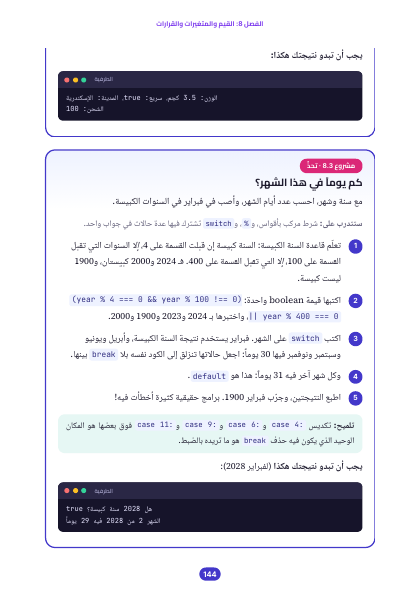 الفصل 8: القيم والمتغيرات والقرارات
يجب أن تبدو نتيجتك هكذا:
الطرفية
الوزن: 3.5 كجم، سريع: true، المدينة: الإسكندرية
الشحن: 100
مشروع 8.3 · تحدٍّ
كم يوماً في هذا الشهر؟
مع سنة وشهر، احسب عدد أيام الشهر، وأصب في فبراير في السنوات الكبيسة.
ستتدرب على: شرط مركب بأقواس، و % ، و switch تشترك فيها عدة حالات في جواب واحد.
1 تعلّم قاعدة السنة الكبيسة: السنة كبيسة إن قبلت القسمة على 4، إلا السنوات التي تقبل
القسمة على 100، إلا التي تقبل القسمة على 400. فـ 2024 و2000 كبيستان، و1900
ليست كبيسة.
2 اكتبها قيمة boolean واحدة: (year % 4 === 0 && year % 100 !== 0)
|| year % 400 === 0 ، واختبرها بـ 2024 و2023 و1900 و2000.
3 اكتب switch على الشهر. فبراير يستخدم نتيجة السنة الكبيسة، وأبريل ويونيو
وسبتمبر ونوفمبر فيها 30 يوماً: اجعل حالاتها تنزلق إلى الكود نفسه بلا break بينها.
4 وكل شهر آخر فيه 31 يوماً: هذا هو default .
5 اطبع النتيجتين، وجرّب فبراير 1900. برامج حقيقية كثيرة أخطأت فيه!
تلميح: تكديس case 4: و case 6: و case 9: و case 11: فوق بعضها هو المكان
الوحيد الذي يكون فيه حذف break هو ما تريده بالضبط.
يجب أن تبدو نتيجتك هكذا (لفبراير 2028):
الطرفية
هل 2028 سنة كبيسة؟ true
الشهر 2 من 2028 فيه 29 يوماً
144